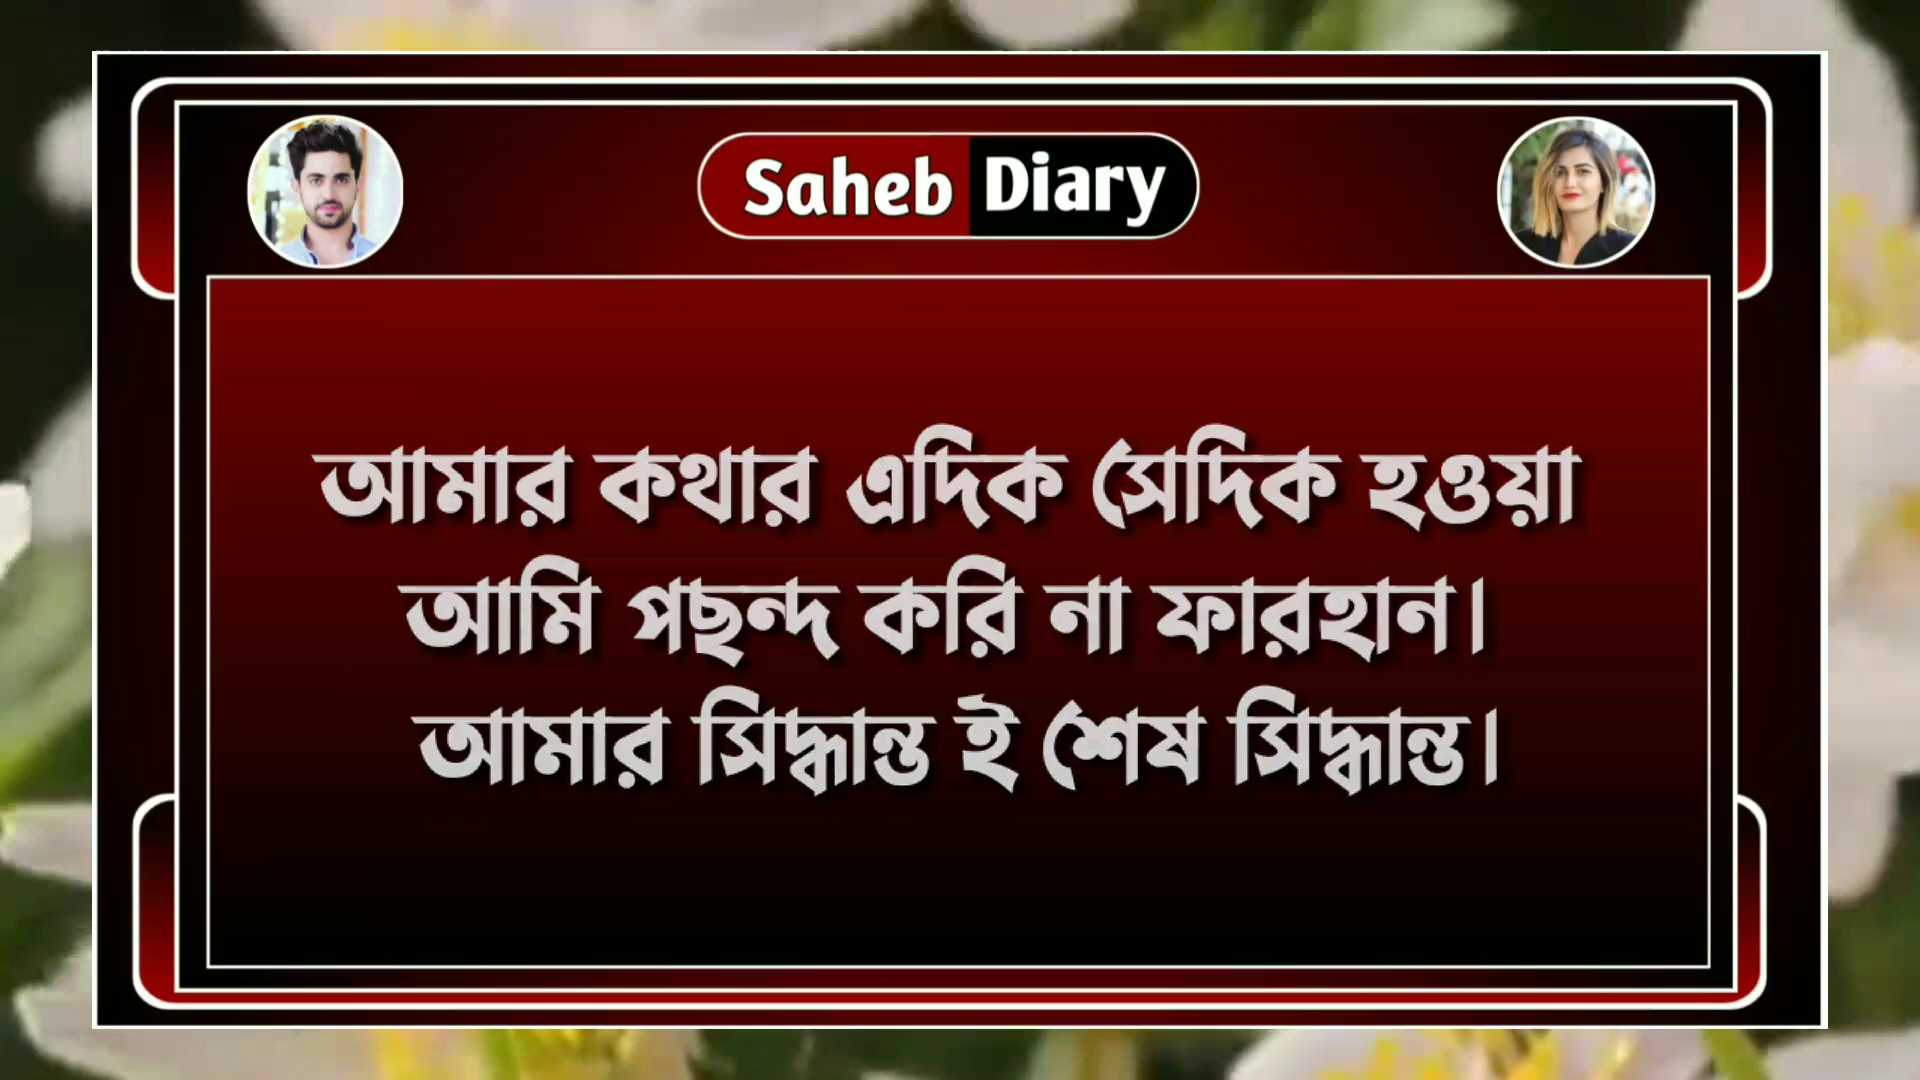 Saheb Diary
আমার কথার এদিক সেদিক হওয়া
আমি পছন্দ করি না ফারহান।
আমার সিদ্ধান্ত ই শেষ সিদ্ধান্ত।